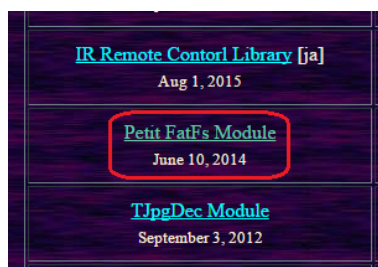 IR Remote Contorl Library [ja]
Aug 1, 2015
Petit FatFs Module
June 10, 2014
TJpgDec Module
September 3, 2012